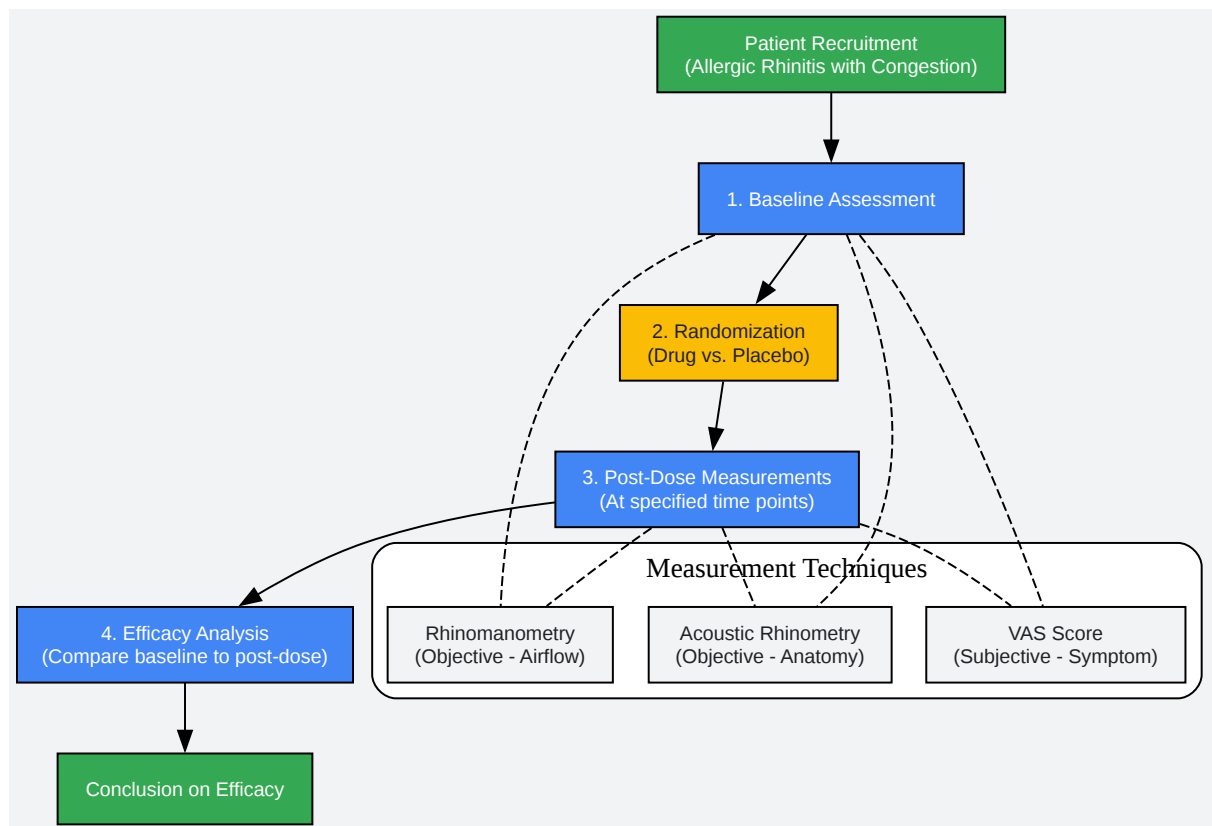 Patient Recruitment
(Allergic Rhinitis with Congestion)
1. Baseline Assessment
2. Randomization
(Drug vs. Placebo)
3. Post-Dose Measurements
(At specified time points)
Measurement Techniques
4. Efficacy Analysis
(Compare baseline to post-dose)
Rhinomanometry
(Objective - Airflow)
Acoustic Rhinometry
(Objective - Anatomy)
VAS Score
(Subjective - Symptom)
Conclusion on Efficacy